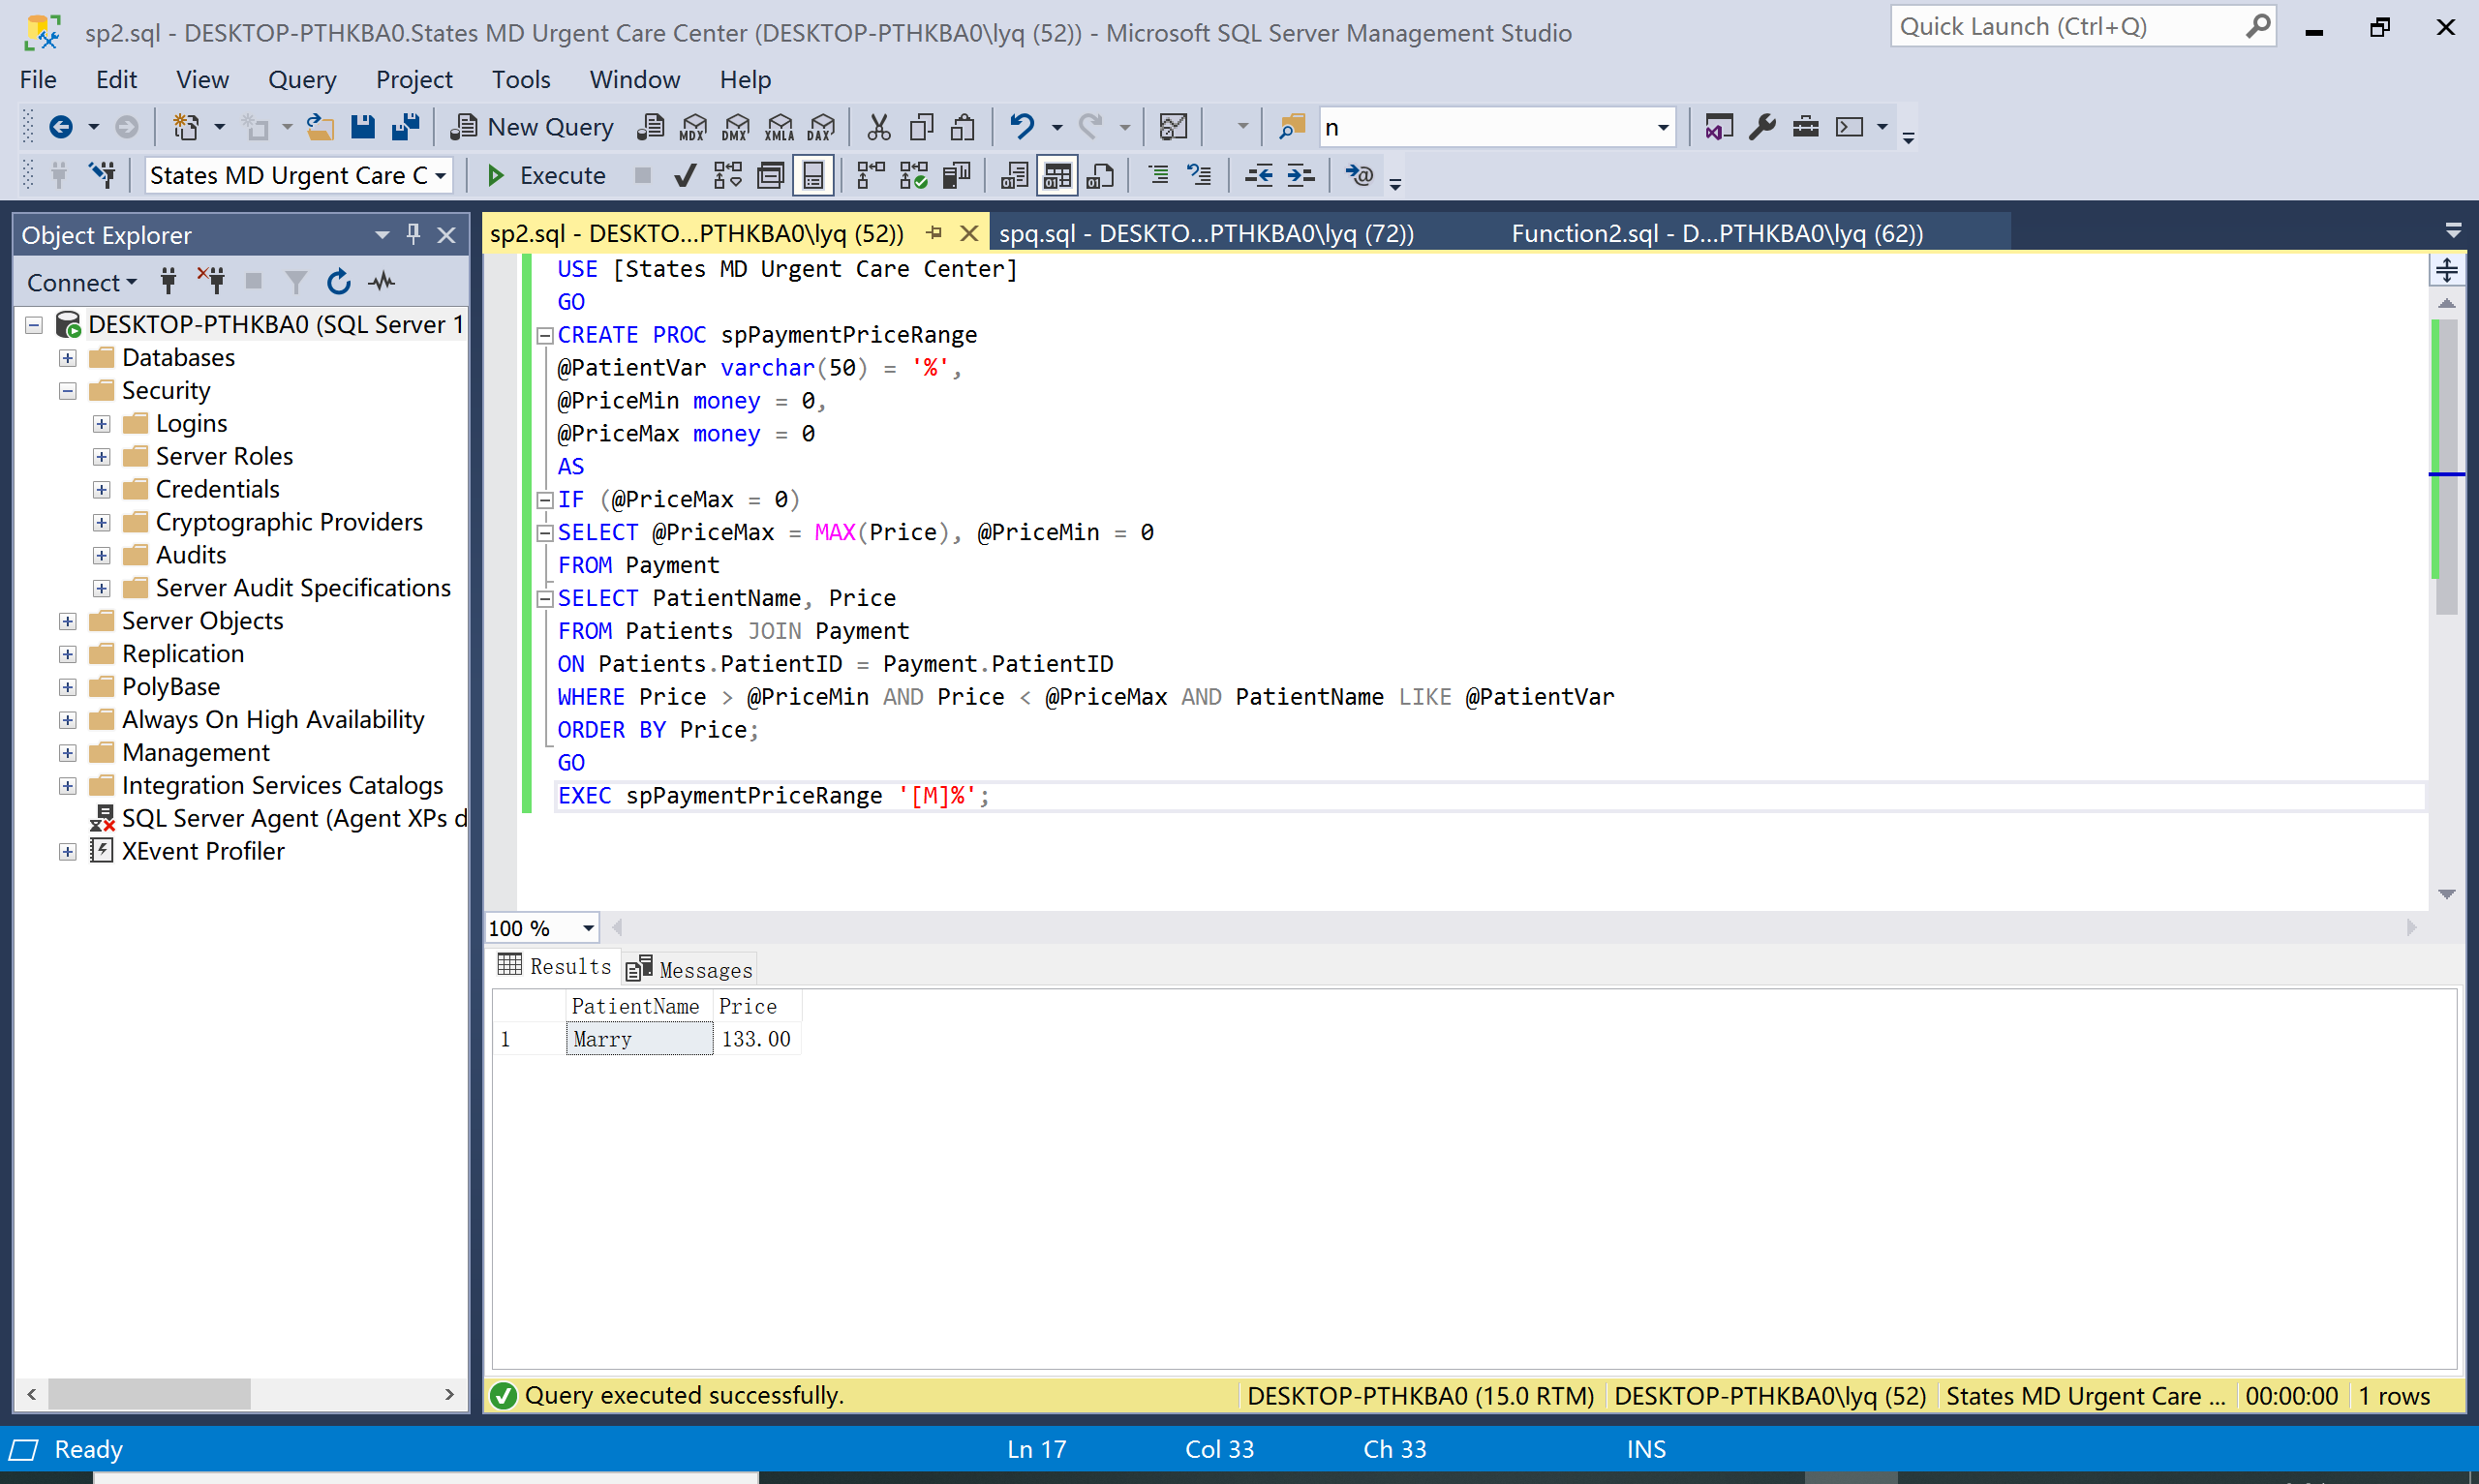 sp2.sql - DESKTOP-PTHKBA0.States MD Urgent Care Center (DESKTOP-PTHKBA0\lyq (52)) - Microsoft SQL Server Management Studio
Quick Launch (Ctrl+Q)
File Edit View Query Project Tools Window Help
New Query MDX DMX XMLA DAX n
States MD Urgent Care C Execute
Object Explorer
Connect
DESKTOP-PTHKBA0 (SQL Server 1
Databases
Security
Logins
Server Roles
Credentials
Cryptographic Providers
Audits
Server Audit Specifications
Server Objects
Replication
PolyBase
Always On High Availability
Management
Integration Services Catalogs
SQL Server Agent (Agent XPs d
XEvent Profiler
sp2.sql - DESKTO...PTHKBA0\lyq (52)) spq.sql - DESKTO...PTHKBA0\lyq (72)) Function2.sql - D...PTHKBA0\lyq (62))
USE [States MD Urgent Care Center]
GO
CREATE PROC spPaymentPriceRange
@PatientVar varchar(50) = '%',
@PriceMin money = 0,
@PriceMax money = 0
AS
IF (@PriceMax = 0)
SELECT @PriceMax = MAX(Price), @PriceMin = 0
FROM Payment
SELECT PatientName, Price
FROM Patients JOIN Payment
ON Patients.PatientID = Payment.PatientID
WHERE Price > @PriceMin AND Price < @PriceMax AND PatientName LIKE @PatientVar
ORDER BY Price;
GO
EXEC spPaymentPriceRange '[M]%';
100 %
Results Messages
PatientName Price
1 Marry 133.00
Query executed successfully. DESKTOP-PTHKBA0 (15.0 RTM) DESKTOP-PTHKBA0\lyq (52) States MD Urgent Care ... 00:00:00 1 rows
Ready Ln 17 Col 33 Ch 33 INS